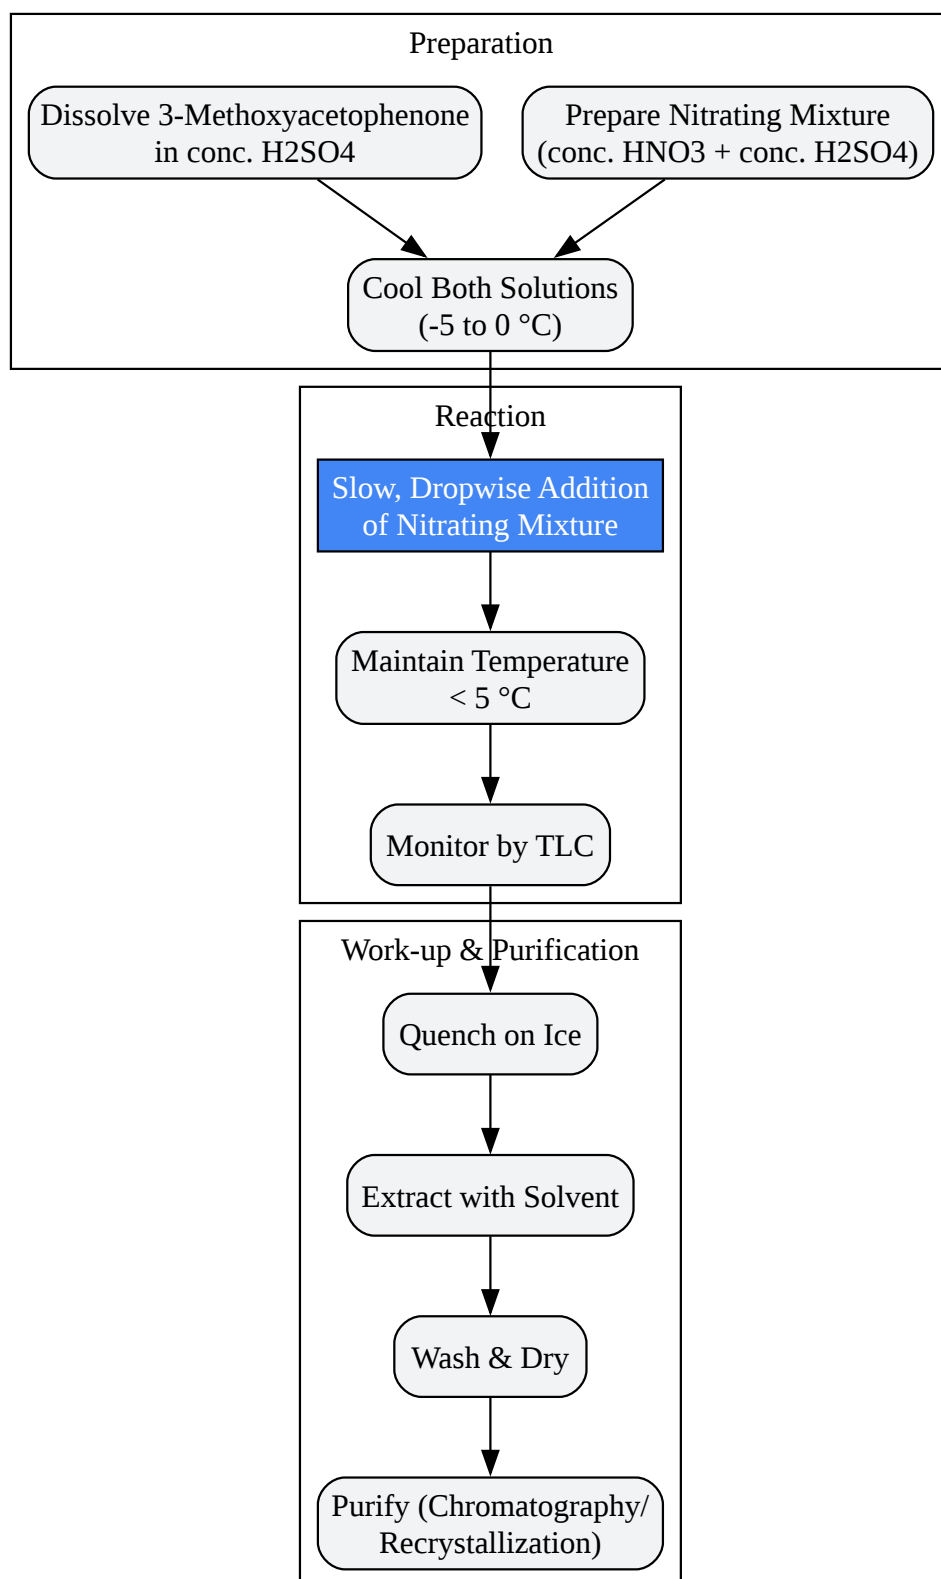 Preparation
Dissolve 3-Methoxyacetophenone
in conc. H2SO4
Prepare Nitrating Mixture
(conc. HNO3 + conc. H2SO4)
Cool Both Solutions
(-5 to 0 °C)
Reaction
Slow, Dropwise Addition
of Nitrating Mixture
Maintain Temperature
< 5 °C
Monitor by TLC
Work-up & Purification
Quench on Ice
Extract with Solvent
Wash & Dry
Purify (Chromatography/
Recrystallization)